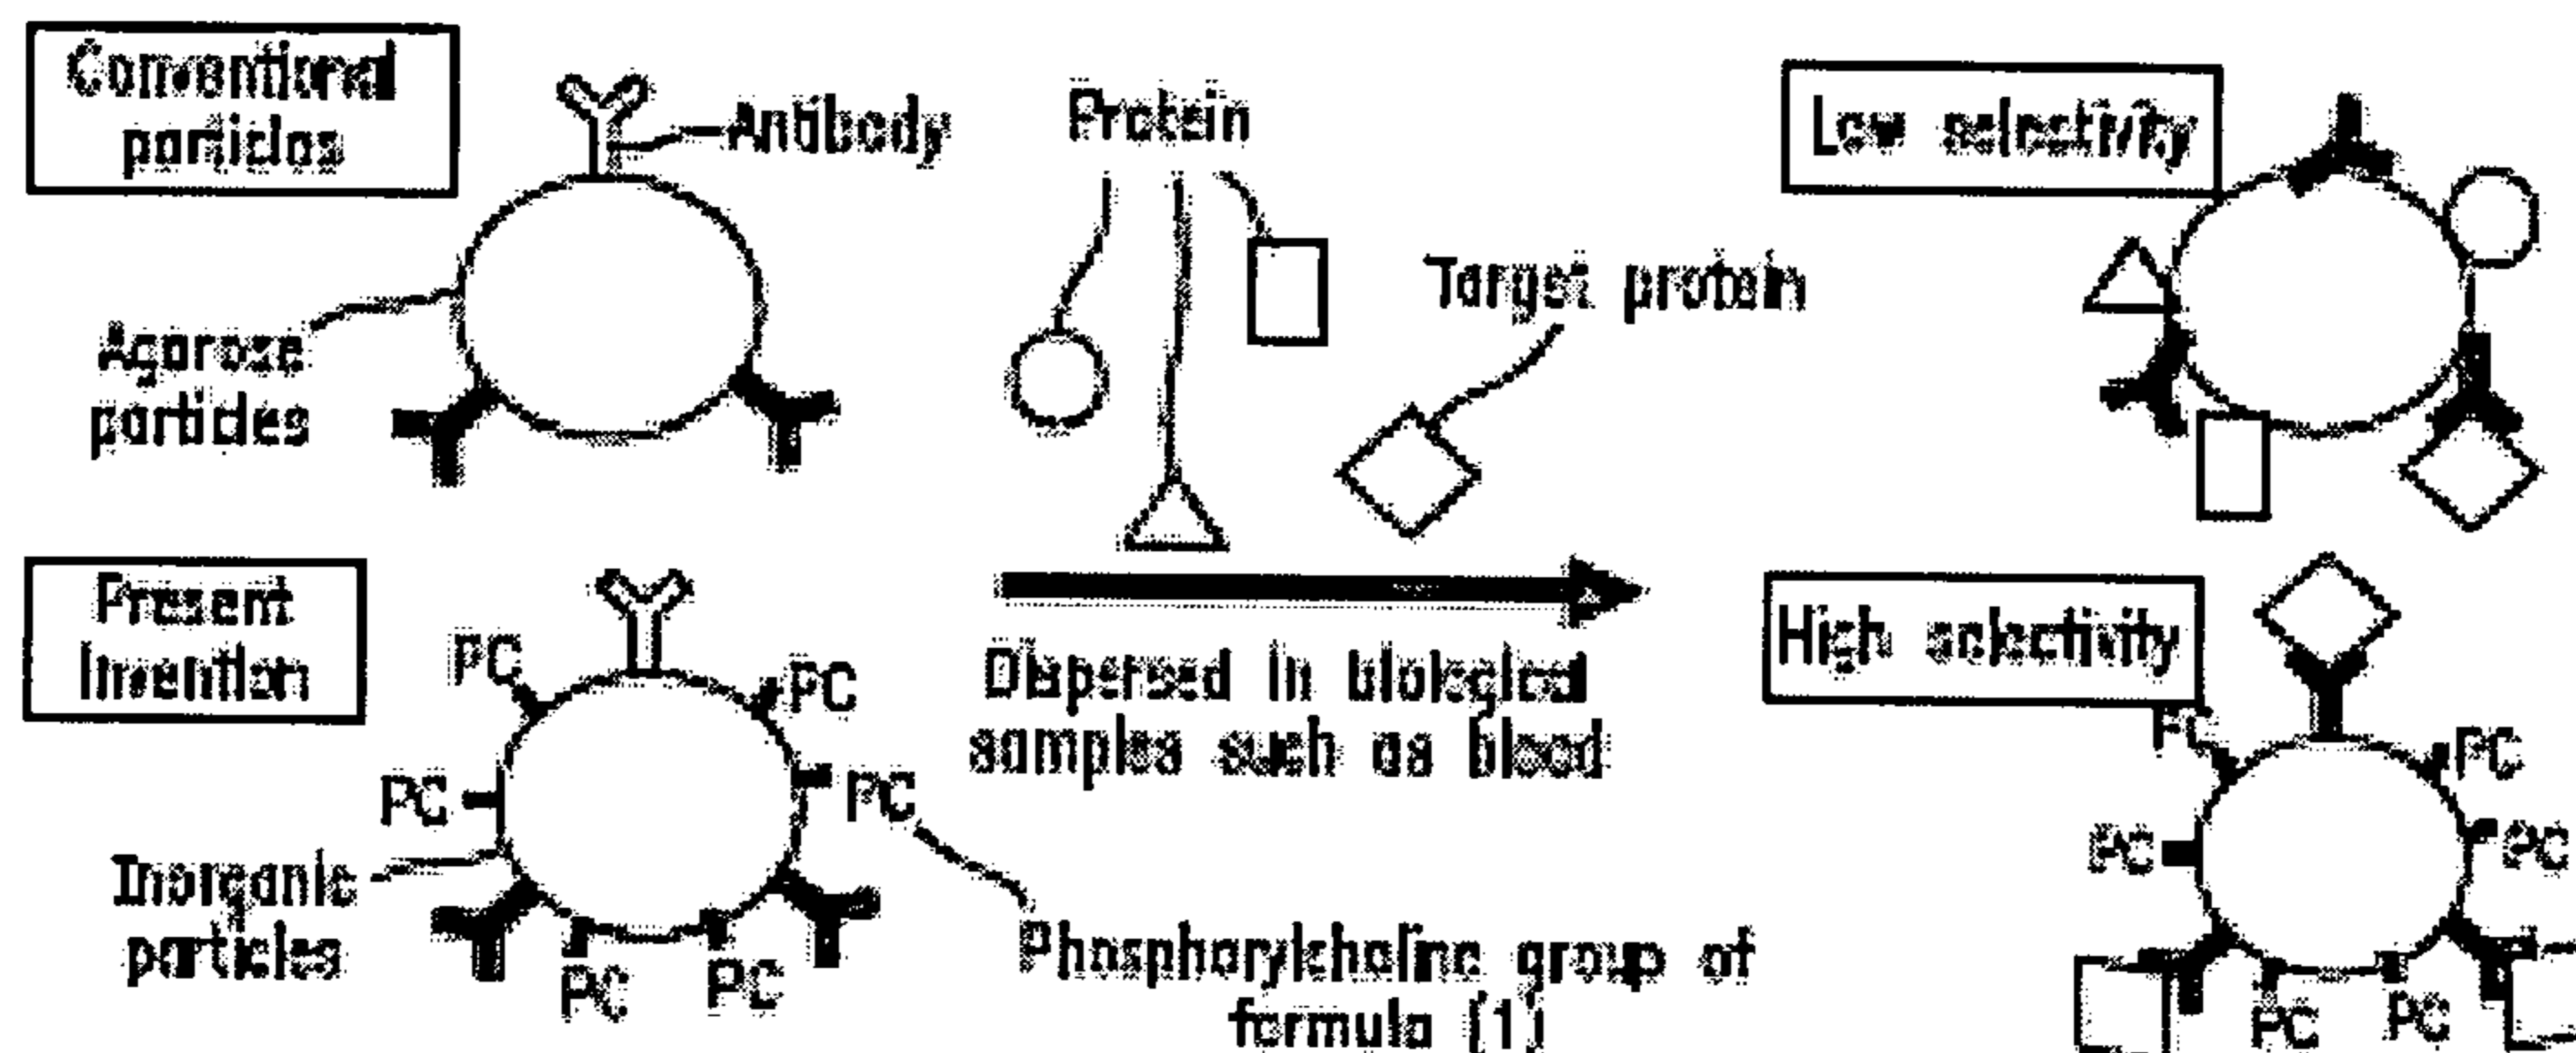 Conventional
particles
Antibody
Protein
Low selectivity
Target protein
Agarose
particles
Present
Invention
PC
PC
PC
PC
PC
PC
Inorganic
particles
Dispersed in biological
samples such as blood
Phosphorylcholine group of
formula (1)
High selectivity
PC
PC
PC
PC
PC